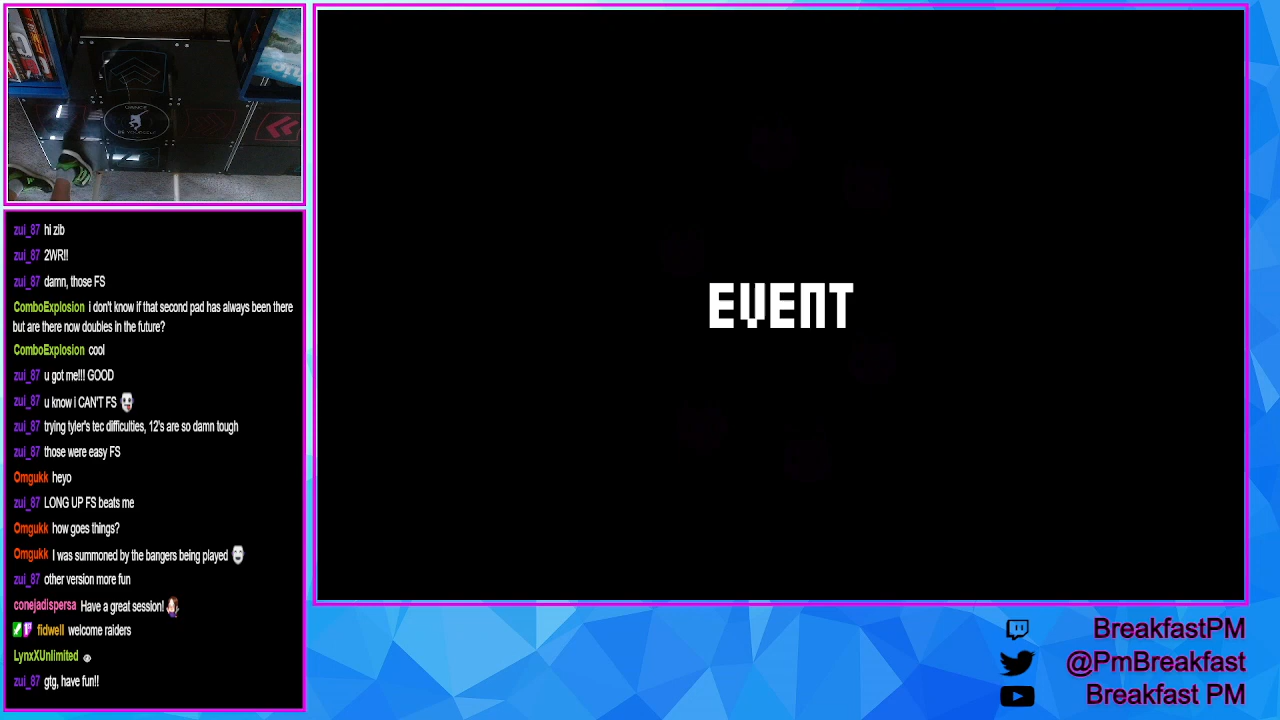 BE YOURSELF
zui_87 hi zib
zui_87 2WR!!
zui_87 damn, those FS
ComboExplosion i don't know if that second pad has always been there
but are there now doubles in the future?
ComboExplosion cool
zui_87 u got me!!! GOOD
zui_87 u know i CAN'T FS
zui_87 trying tyler's tec difficulties, 12's are so damn tough
zui_87 those were easy FS
Omgukk heyo
zui_87 LONG UP FS beats me
Omgukk how goes things?
Omgukk I was summoned by the bangers being played
zui_87 other version more fun
conejadispersa Have a great session!
fidwell welcome raiders
LynxXUnlimited
zui_87 gtg, have fun!!
EVENT
BreakfastPM
@PmBreakfast
Breakfast PM